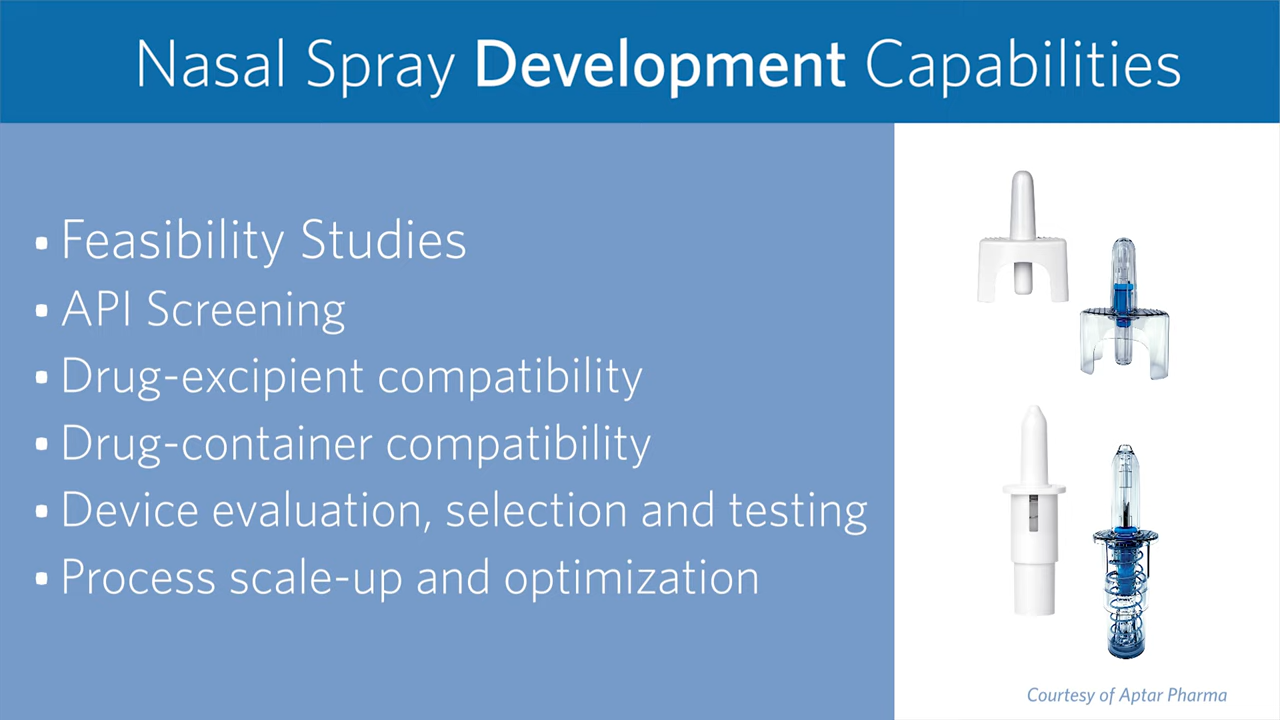 Nasal Spray Development Capabilities
• Feasibility Studies
• API Screening
• Drug-excipient compatibility
• Drug-container compatibility
• Device evaluation, selection and testing
• Process scale-up and optimization
Courtesy of Aptar Pharma